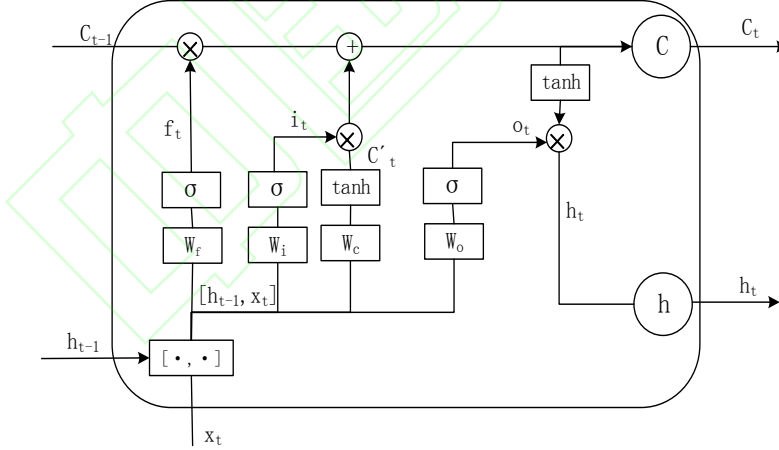 C_{t-1}
×
+
C
C_t
tanh
f_t
i_t
×
C′_t
o_t
×
σ
σ
tanh
σ
h_t
W_f
W_i
W_c
W_o
[h_{t-1}, x_t]
h
h_t
h_{t-1}
[•,•]
x_t